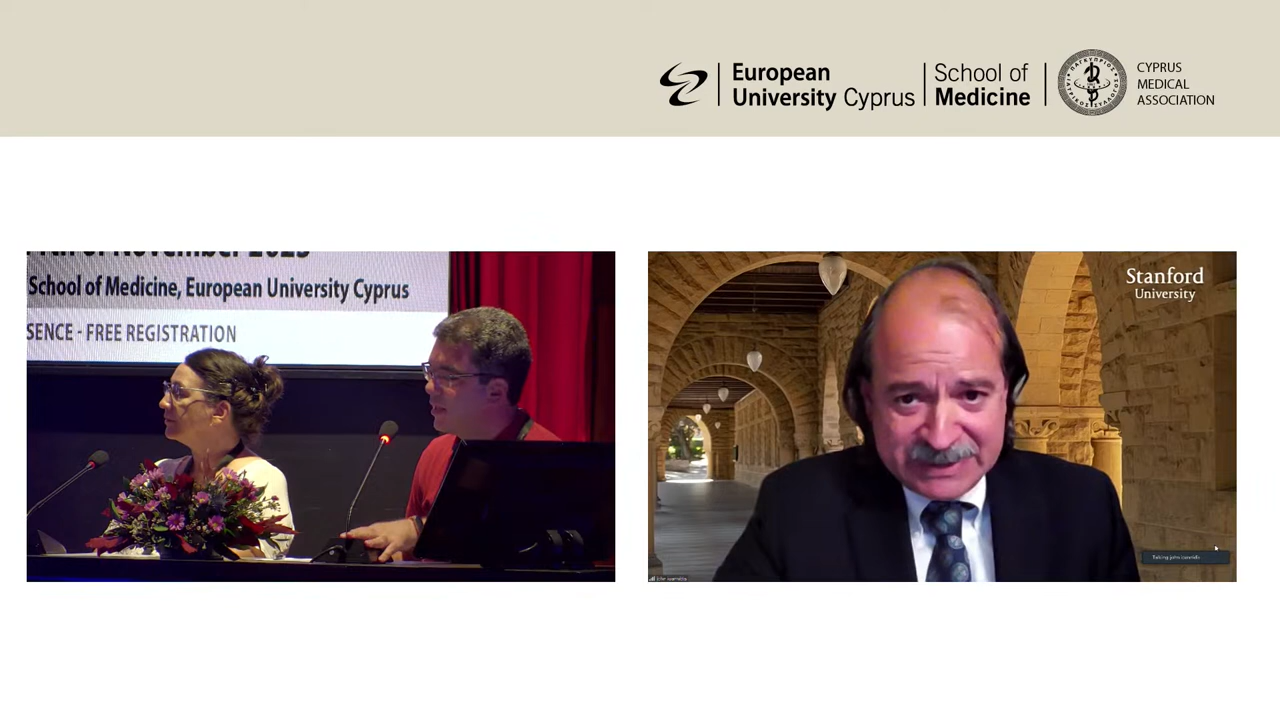 European
University Cyprus
School of
Medicine
CYPRUS
MEDICAL
ASSOCIATION
School of Medicine, European University Cyprus
SENCE - FREE REGISTRATION
Stanford
University